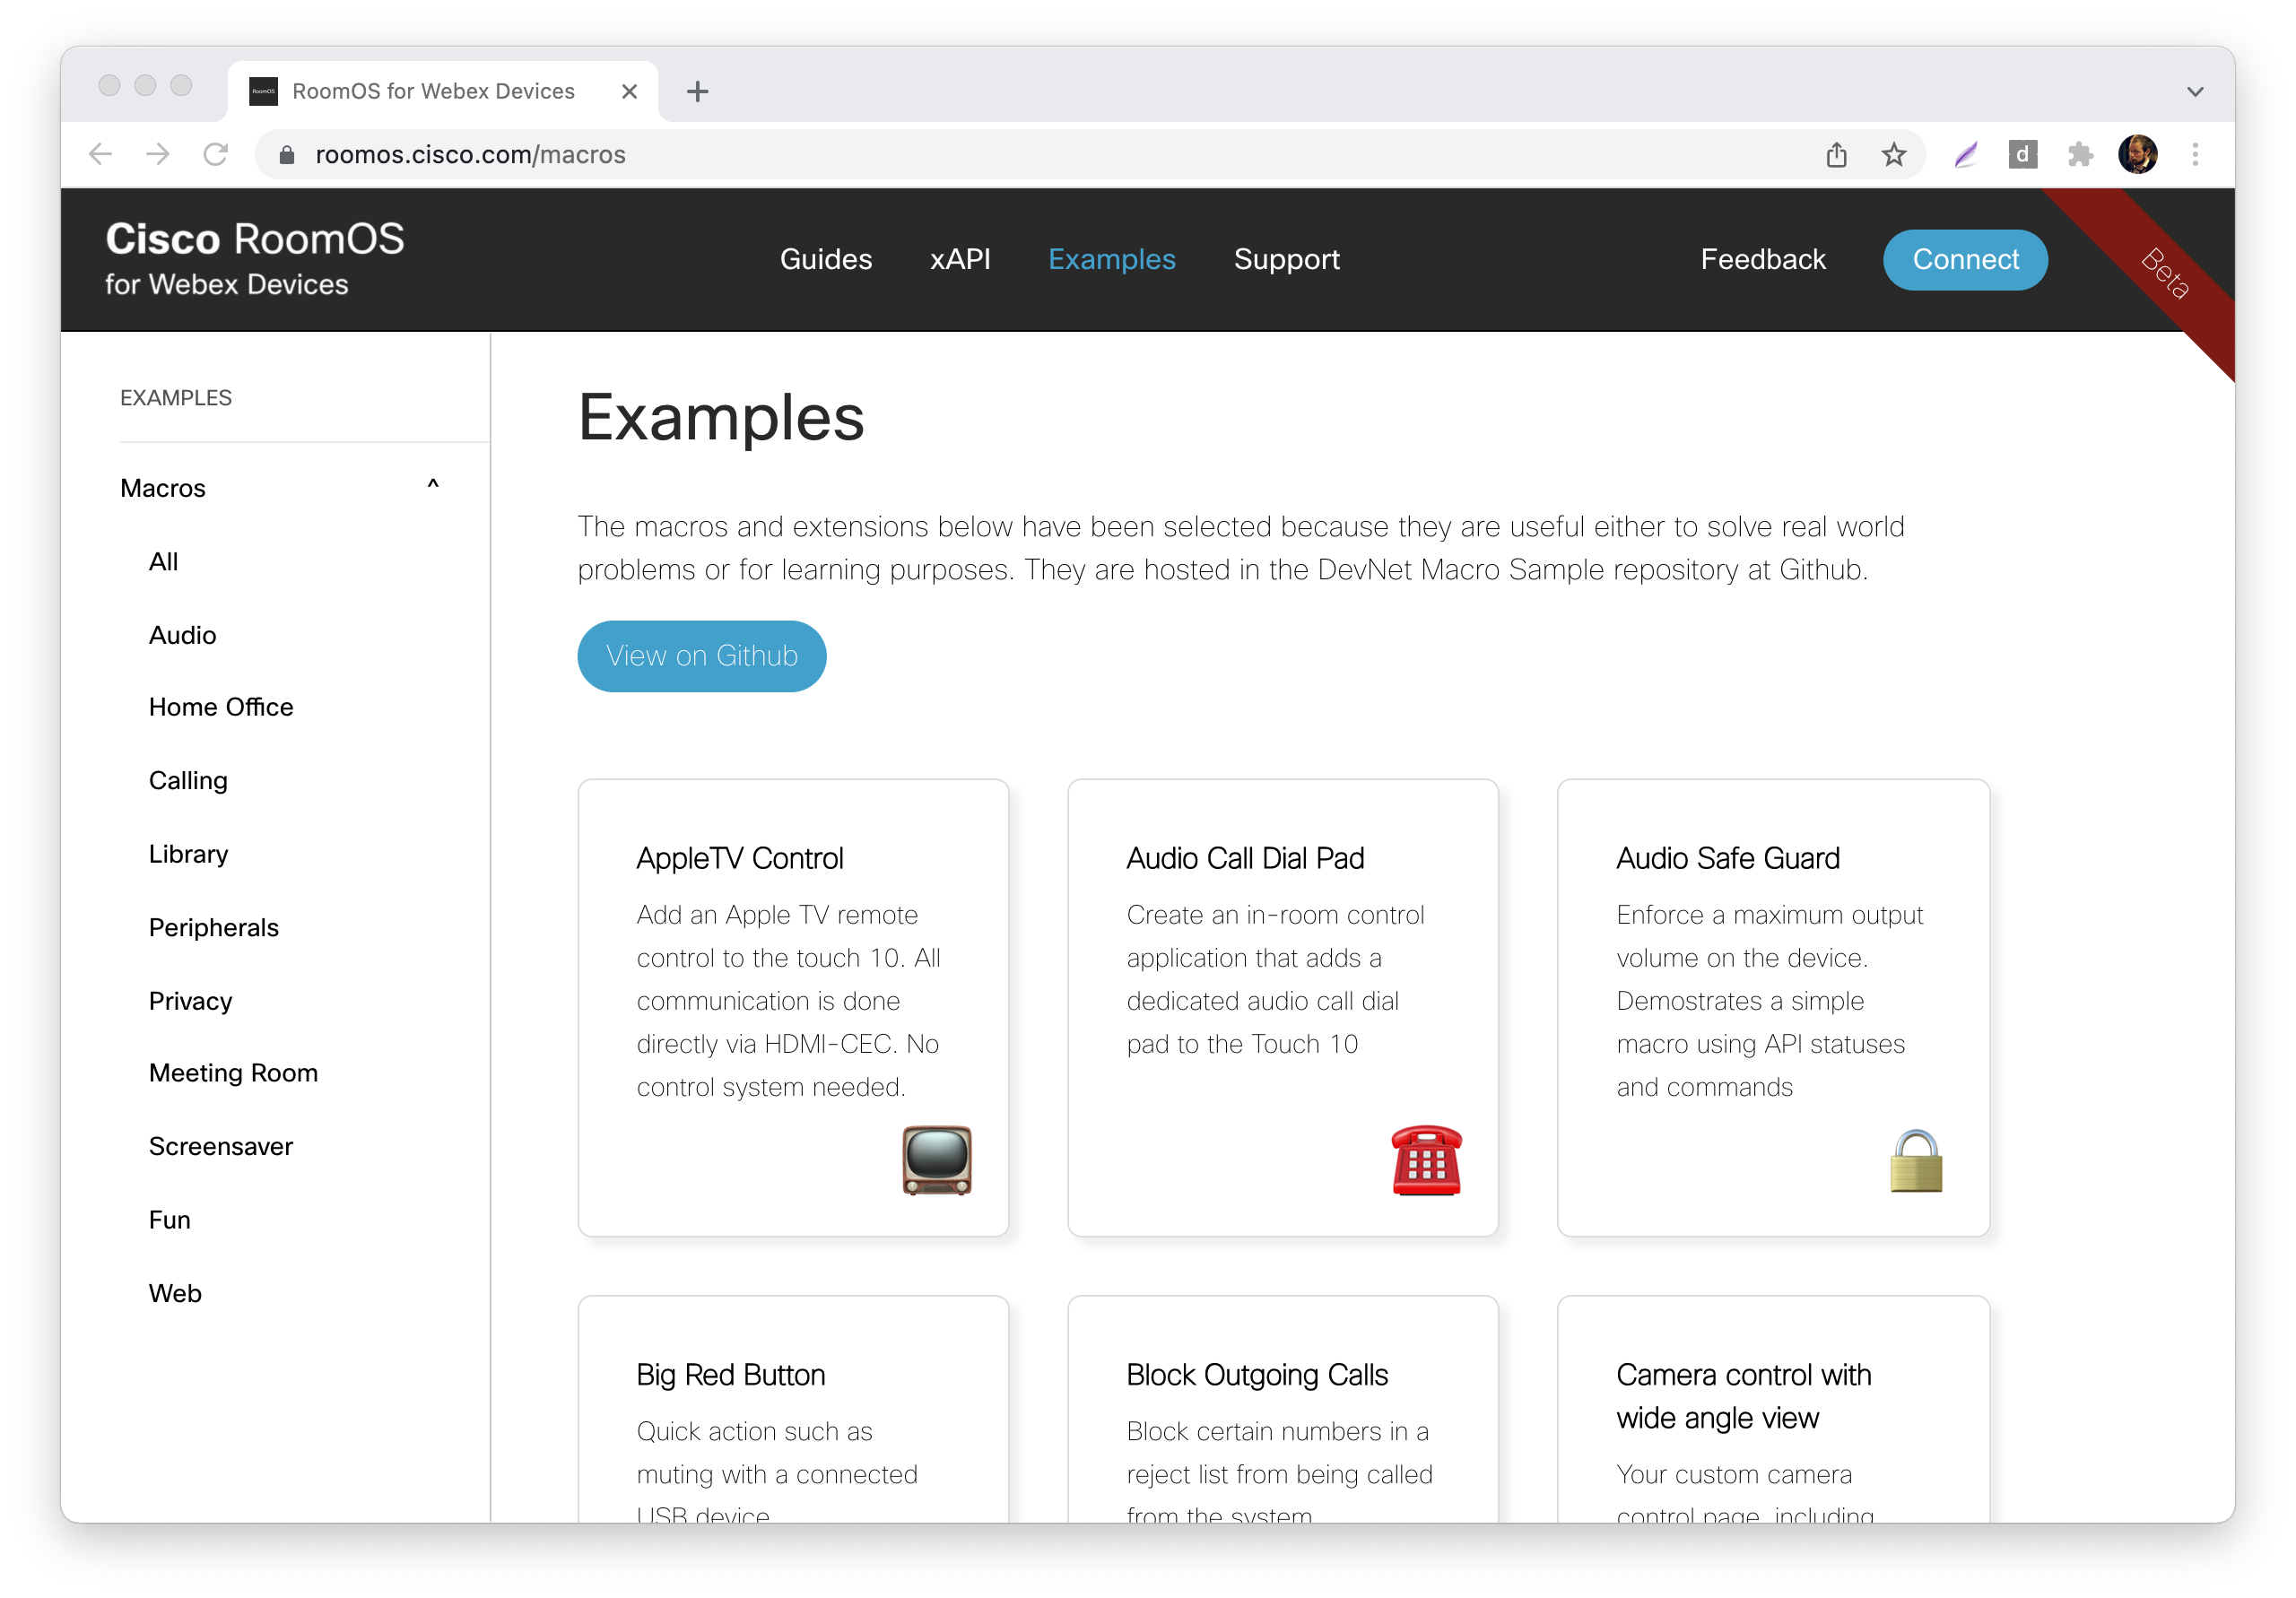 RoomOS for Webex Devices
roomos.cisco.com/macros
d
Cisco RoomOS
for Webex Devices
Guides
xAPI
Examples
Support
Feedback
Connect
Beta
EXAMPLES
Macros
All
Audio
Home Office
Calling
Library
Peripherals
Privacy
Meeting Room
Screensaver
Fun
Web
Examples
The macros and extensions below have been selected because they are useful either to solve real world
problems or for learning purposes. They are hosted in the DevNet Macro Sample repository at Github.
View on Github
AppleTV Control
Add an Apple TV remote
control to the touch 10. All
communication is done
directly via HDMI-CEC. No
control system needed.
Audio Call Dial Pad
Create an in-room control
application that adds a
dedicated audio call dial
pad to the Touch 10
Audio Safe Guard
Enforce a maximum output
volume on the device.
Demostrates a simple
macro using API statuses
and commands
Big Red Button
Quick action such as
muting with a connected
USB device
Block Outgoing Calls
Block certain numbers in a
reject list from being called
from the system
Camera control with
wide angle view
Your custom camera
control page, including